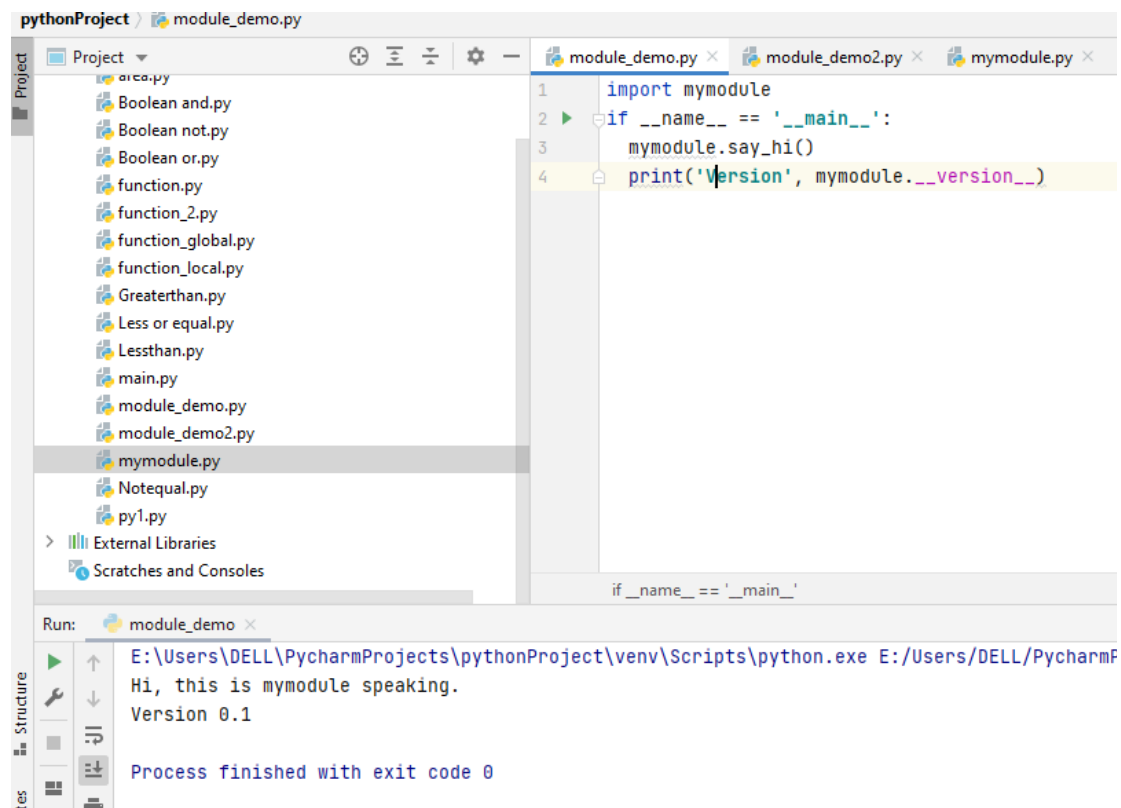 pythonProject 〉 module_demo.py
Project
Project
area.py
Boolean and.py
Boolean not.py
Boolean or.py
function.py
function_2.py
function_global.py
function_local.py
Greaterthan.py
Less or equal.py
Lessthan.py
main.py
module_demo.py
module_demo2.py
mymodule.py
Notequal.py
py1.py
External Libraries
Scratches and Consoles
module_demo.py module_demo2.py mymodule.py
1 import mymodule
2 if __name__ == '__main__':
3 mymodule.say_hi()
4 print('Version', mymodule.__version__)
if __name__ == '__main__'
Run: module_demo
E:\Users\DELL\PycharmProjects\pythonProject\venv\Scripts\python.exe E:/Users/DELL/PycharmP
Hi, this is mymodule speaking.
Version 0.1
Process finished with exit code 0
Structure